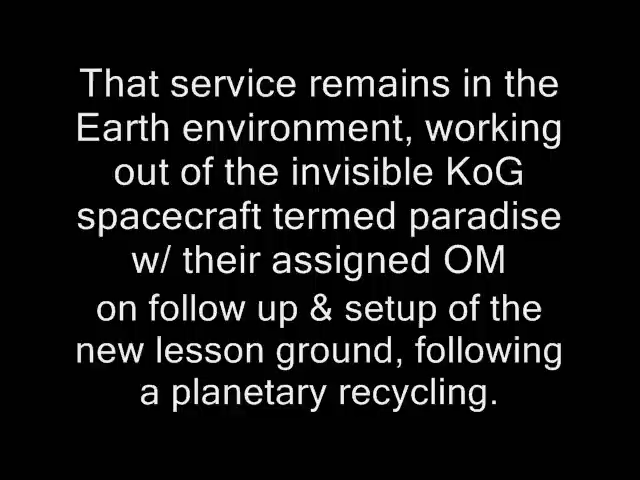 That service remains in the
Earth environment, working
out of the invisible KoG
spacecraft termed paradise
w/ their assigned OM
on follow up & setup of the
new lesson ground, following
a planetary recycling.